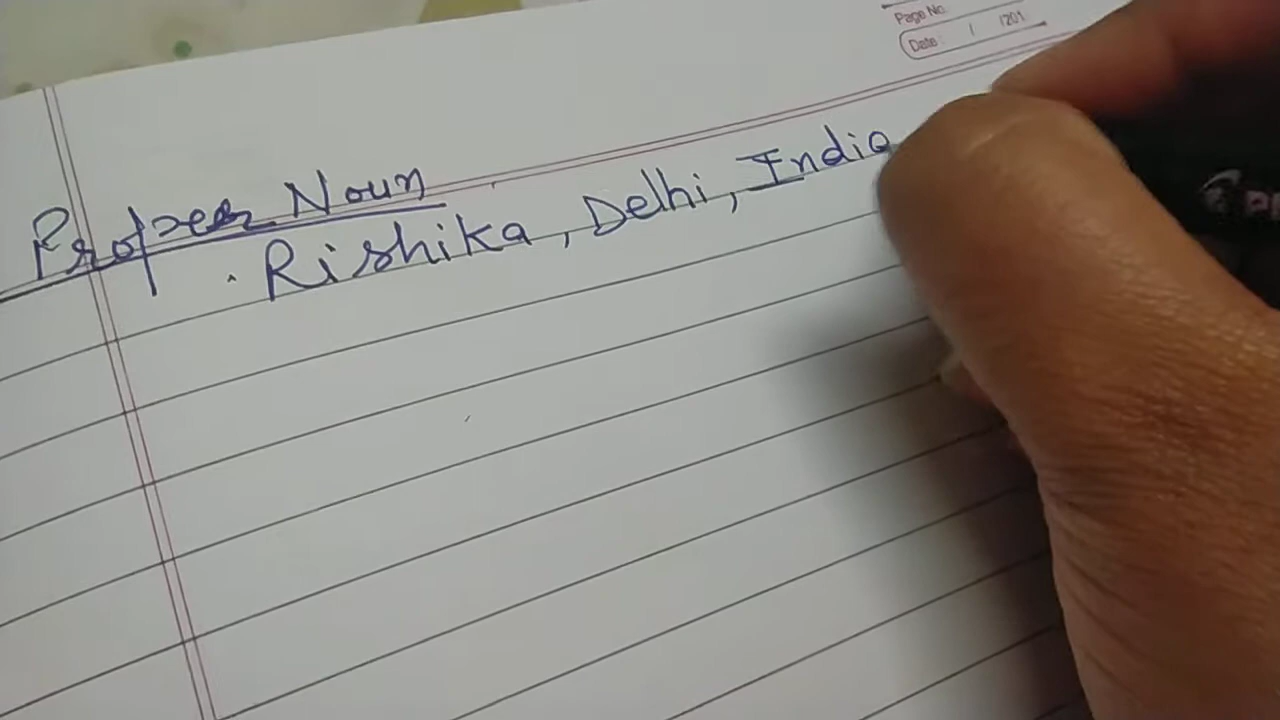 Page No.
Date: / /201
Proper Noun
. Rishika, Delhi, India